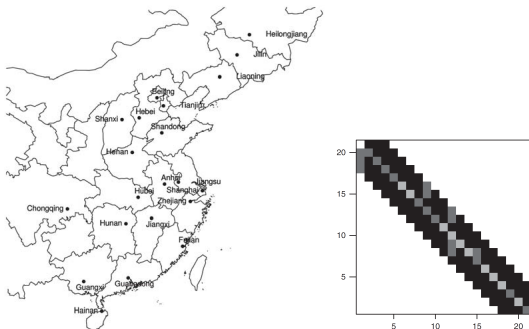 Heilongjiang
Jilin
Liaoning
Beijing
Tianjin
Hebei
Shanxi
Shandong
Henan
Anhui
Jiangsu
Shanghai
Hubei
Zhejiang
Chongqing
Hunan
Jiangxi
Fujian
Guangxi
Guangdong
Hainan
20
15
10
5
5
10
15
20